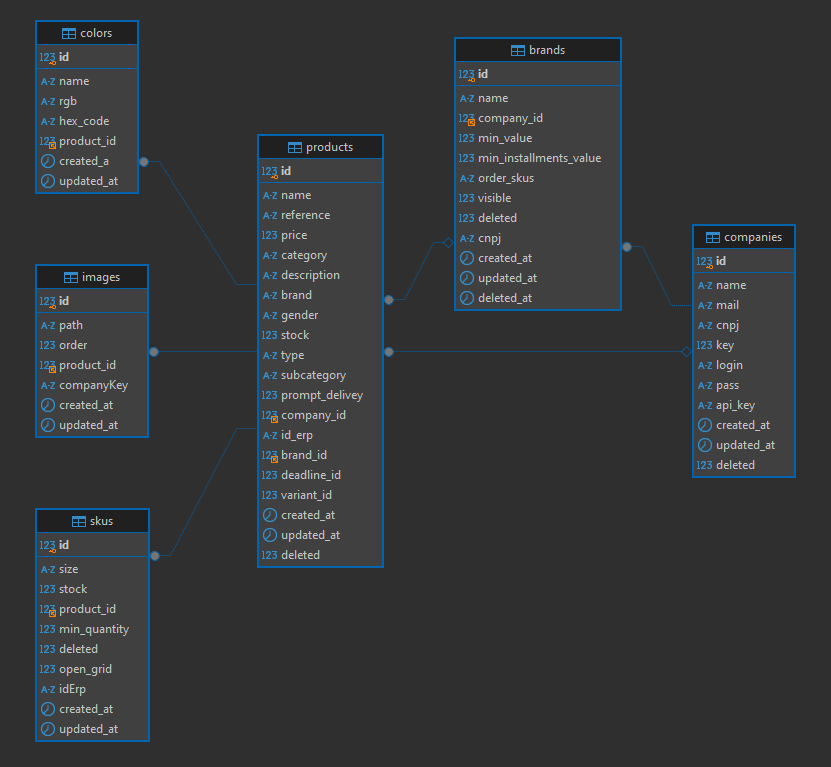 colors
123 id
A-Z name
A-Z rgb
A-Z hex_code
123 product_id
created_a
updated_at
images
123 id
A-Z path
123 order
123 product_id
A-Z companyKey
created_at
updated_at
skus
123 id
A-Z size
123 stock
123 product_id
123 min_quantity
123 deleted
123 open_grid
A-Z idErp
created_at
updated_at
products
123 id
A-Z name
A-Z reference
123 price
A-Z category
A-Z description
A-Z brand
A-Z gender
123 stock
A-Z type
A-Z subcategory
123 prompt_delivey
123 company_id
A-Z id_erp
123 brand_id
123 deadline_id
123 variant_id
created_at
updated_at
123 deleted
brands
123 id
A-Z name
123 company_id
123 min_value
123 min_installments_value
A-Z order_skus
123 visible
123 deleted
A-Z cnpj
created_at
updated_at
deleted_at
companies
123 id
A-Z name
A-Z mail
A-Z cnpj
123 key
A-Z login
A-Z pass
A-Z api_key
created_at
updated_at
123 deleted